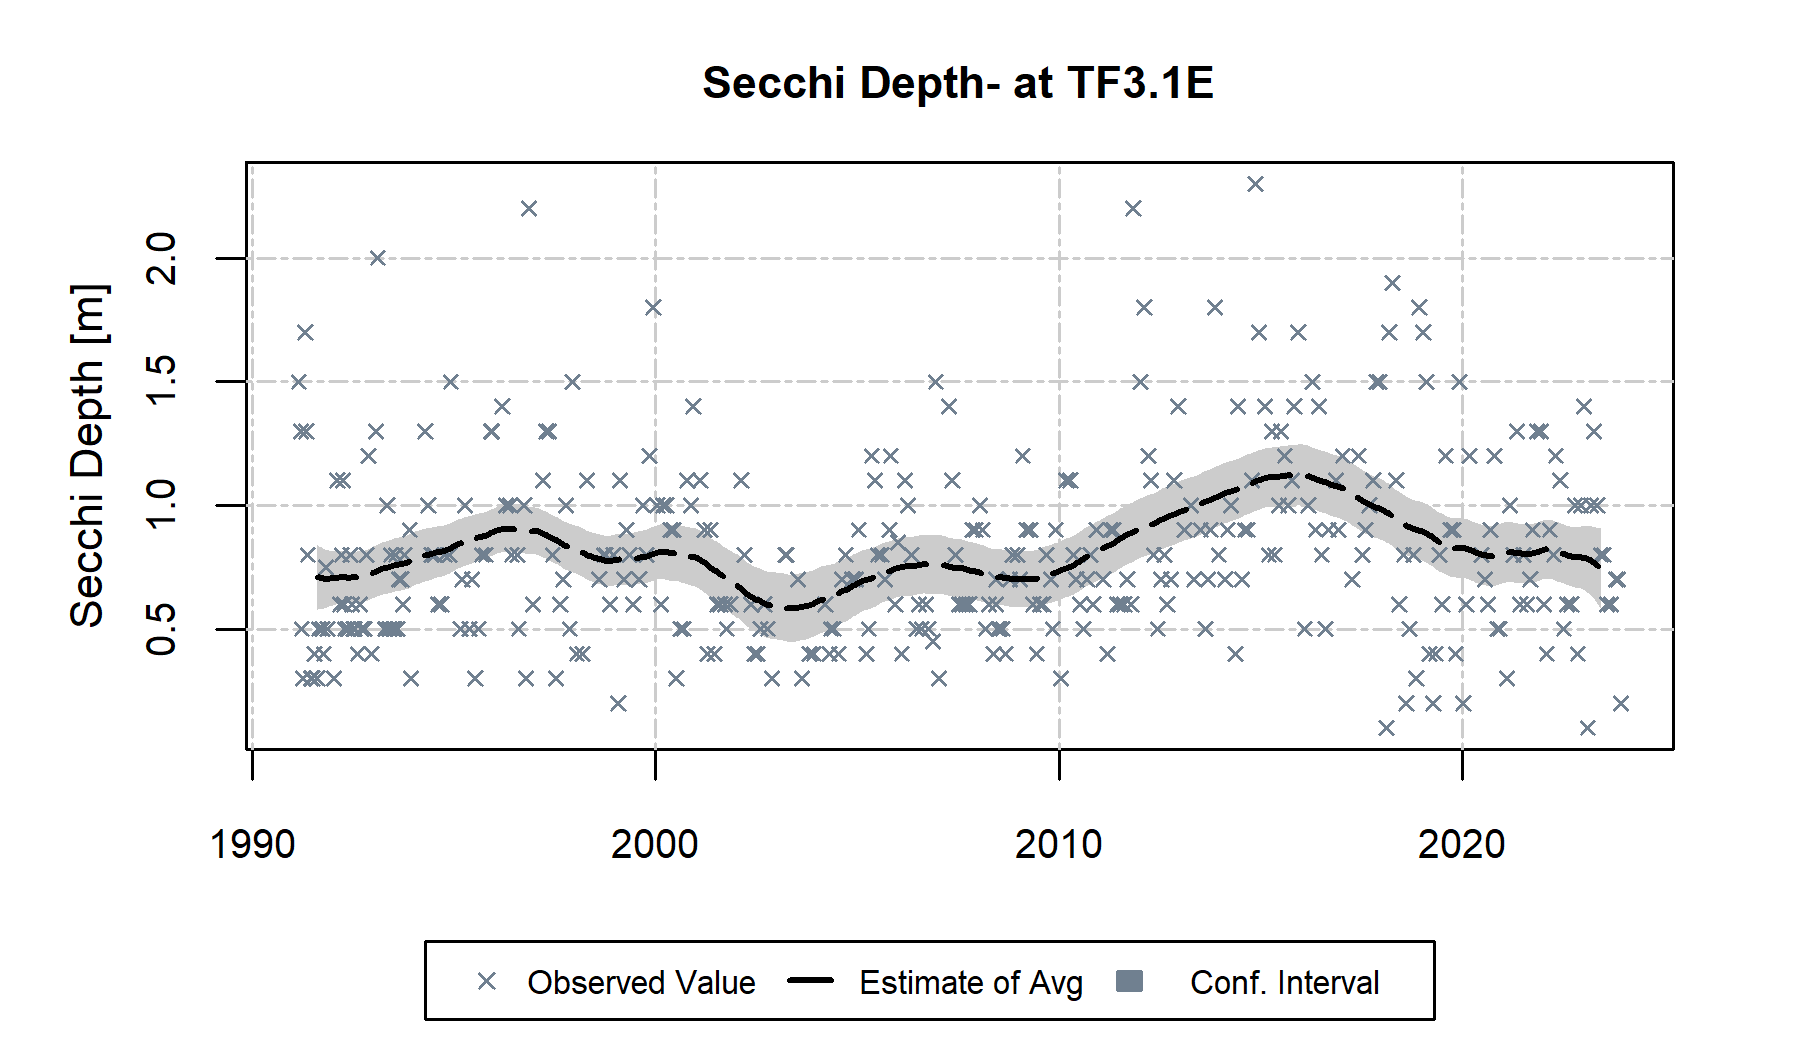 Secchi Depth- at TF3.1E
Secchi Depth [m]
2.0
1.5
1.0
0.5
1990 2000 2010 2020
Observed Value Estimate of Avg Conf. Interval